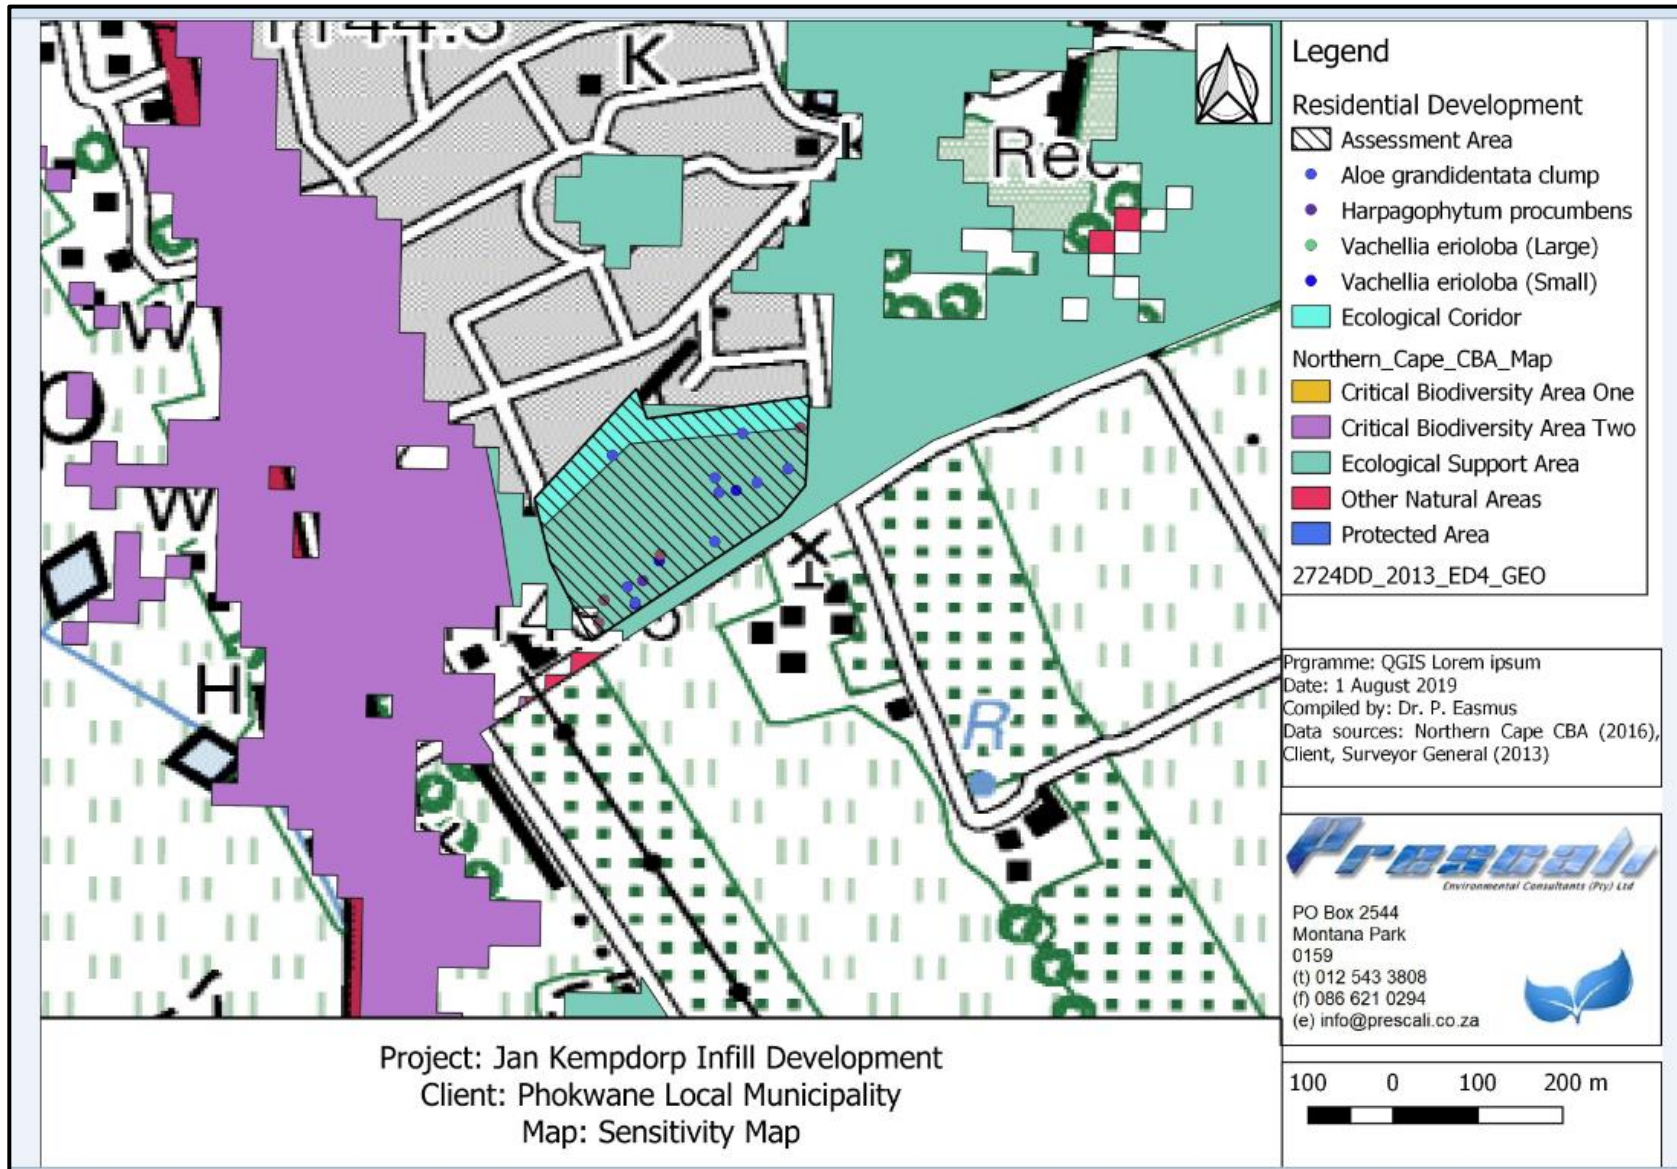 1144.3
K
Rec
W
O
W
H
R
Legend
Residential Development
Assessment Area
Aloe grandidentata clump
Harpagophytum procumbens
Vachellia erioloba (Large)
Vachellia erioloba (Small)
Ecological Coridor
Northern_Cape_CBA_Map
Critical Biodiversity Area One
Critical Biodiversity Area Two
Ecological Support Area
Other Natural Areas
Protected Area
2724DD_2013_ED4_GEO
Prgramme: QGIS Lorem ipsum
Date: 1 August 2019
Compiled by: Dr. P. Easmus
Data sources: Northern Cape CBA (2016),
Client, Surveyor General (2013)
Prescali
Environmental Consultants (Pty) Ltd
PO Box 2544
Montana Park
0159
(t) 012 543 3808
(f) 086 621 0294
(e) info@prescali.co.za
100 0 100 200 m
Project: Jan Kempdorp Infill Development
Client: Phokwane Local Municipality
Map: Sensitivity Map